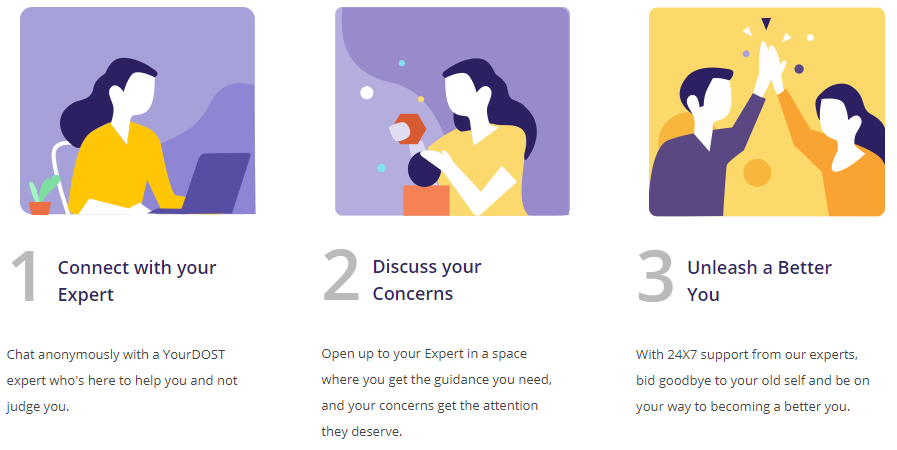 1
Connect with your
Expert
Chat anonymously with a YourDOST
expert who's here to help you and not
judge you.
2
Discuss your
Concerns
Open up to your Expert in a space
where you get the guidance you need,
and your concerns get the attention
they deserve.
3
Unleash a Better
You
With 24X7 support from our experts,
bid goodbye to your old self and be on
your way to becoming a better you.